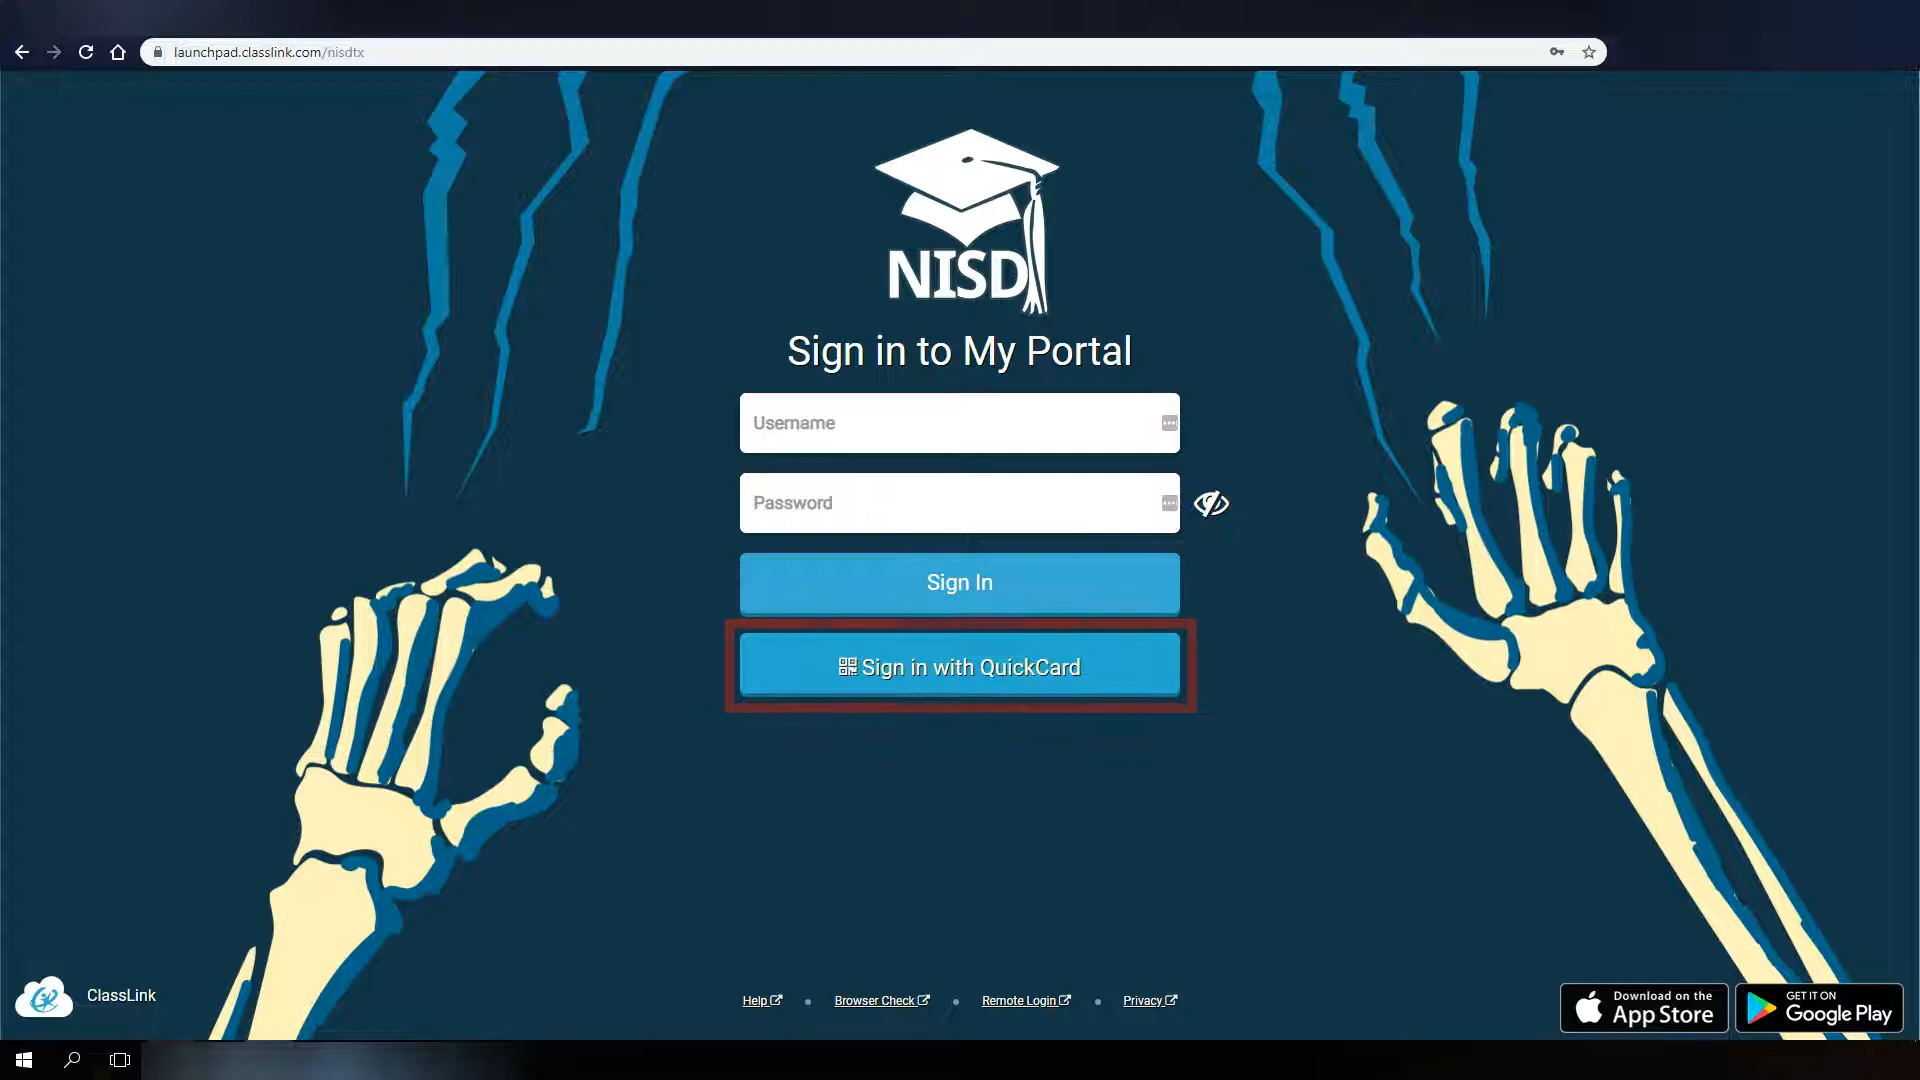 launchpad.classlink.com/nisdtx
NISD
Sign in to My Portal
Username
Password
Sign In
Sign in with QuickCard
ClassLink
Help
Browser Check
Remote Login
Privacy
Download on the
App Store
GET IT ON
Google Play